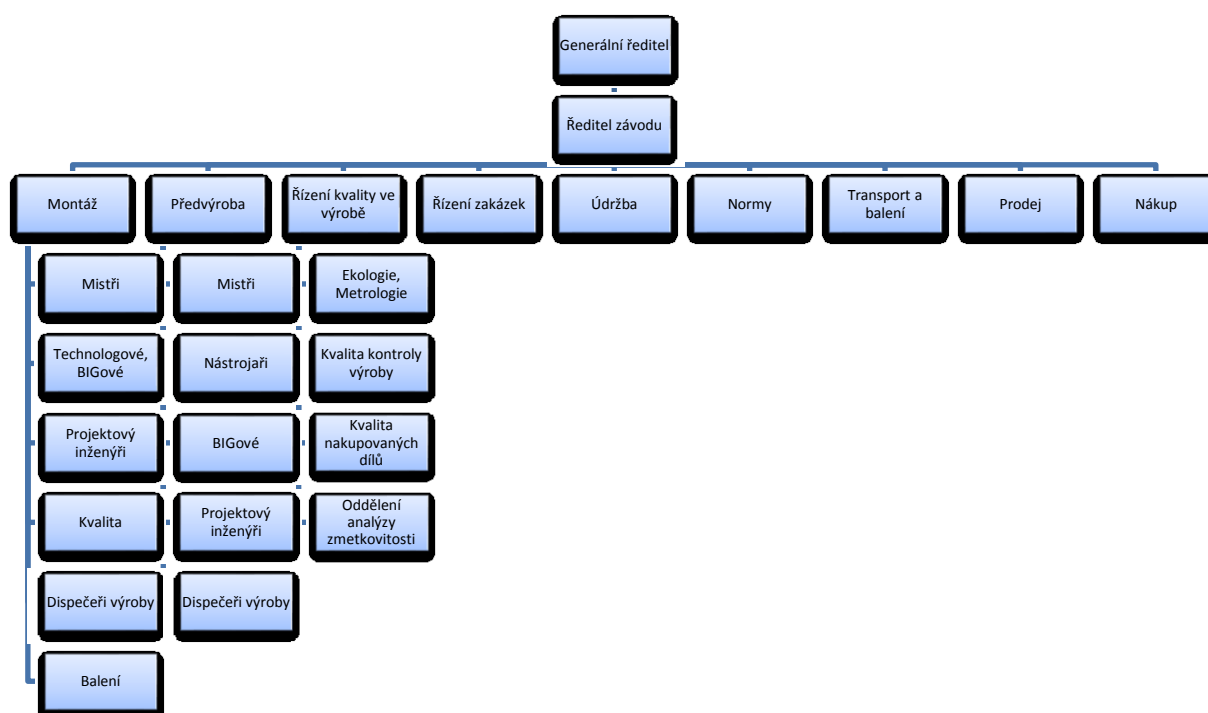 Generální ředitel
Ředitel závodu
Montáž
Předvýroba
Řízení kvality ve
výrobě
Řízení zakázek
Údržba
Normy
Transport a
balení
Prodej
Nákup
Mistři
Mistři
Ekologie,
Metrologie
Technologové,
BIGové
Nástrojaři
Kvalita kontroly
výroby
Projektový
inženýři
BIGové
Kvalita
nakupovaných
dílů
Kvalita
Projektový
inženýři
Oddělení
analýzy
zmetkovitosti
Dispečeři výroby
Dispečeři výroby
Balení